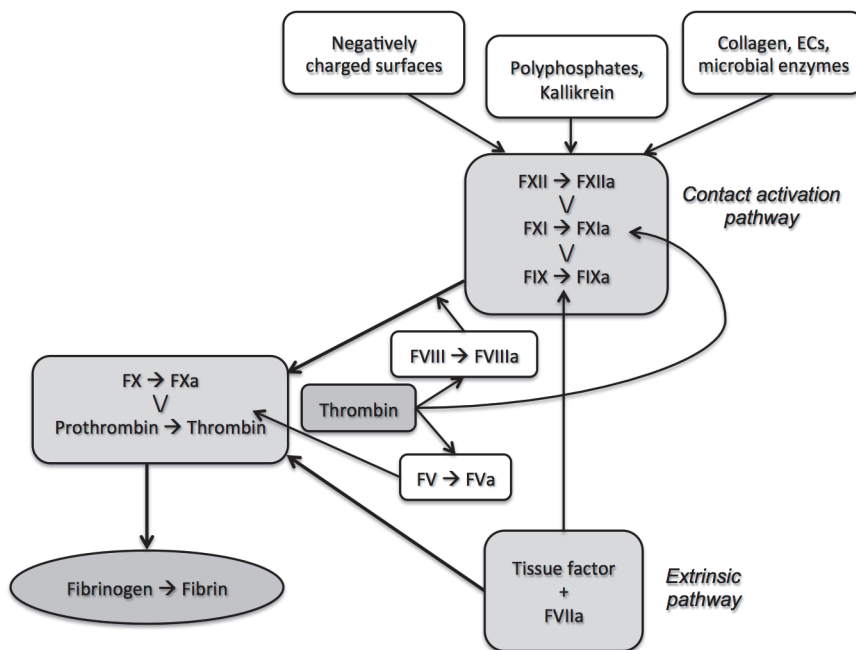 Negatively
charged surfaces
Polyphosphates,
Kallikrein
Collagen, ECs,
microbial enzymes
FXII → FXIIa
\/
FXI → FXIa
\/
FIX → FIXa
Contact activation
pathway
FVIII → FVIIIa
FX → FXa
\/
Prothrombin → Thrombin
Thrombin
FV → FVa
Fibrinogen → Fibrin
Tissue factor
+
FVIIa
Extrinsic
pathway